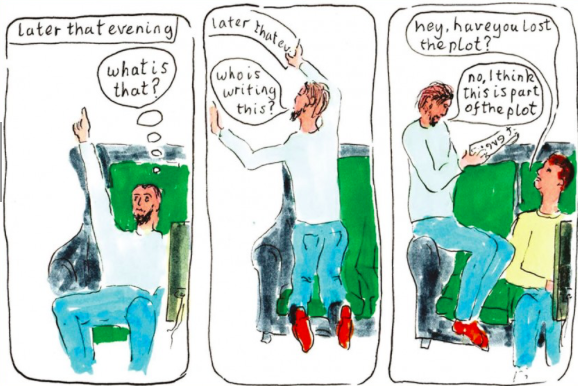 later that evening
what is
that?
later that ev
who is
writing
this?
hey, have you lost
the plot?
no, I think
this is part
of the plot